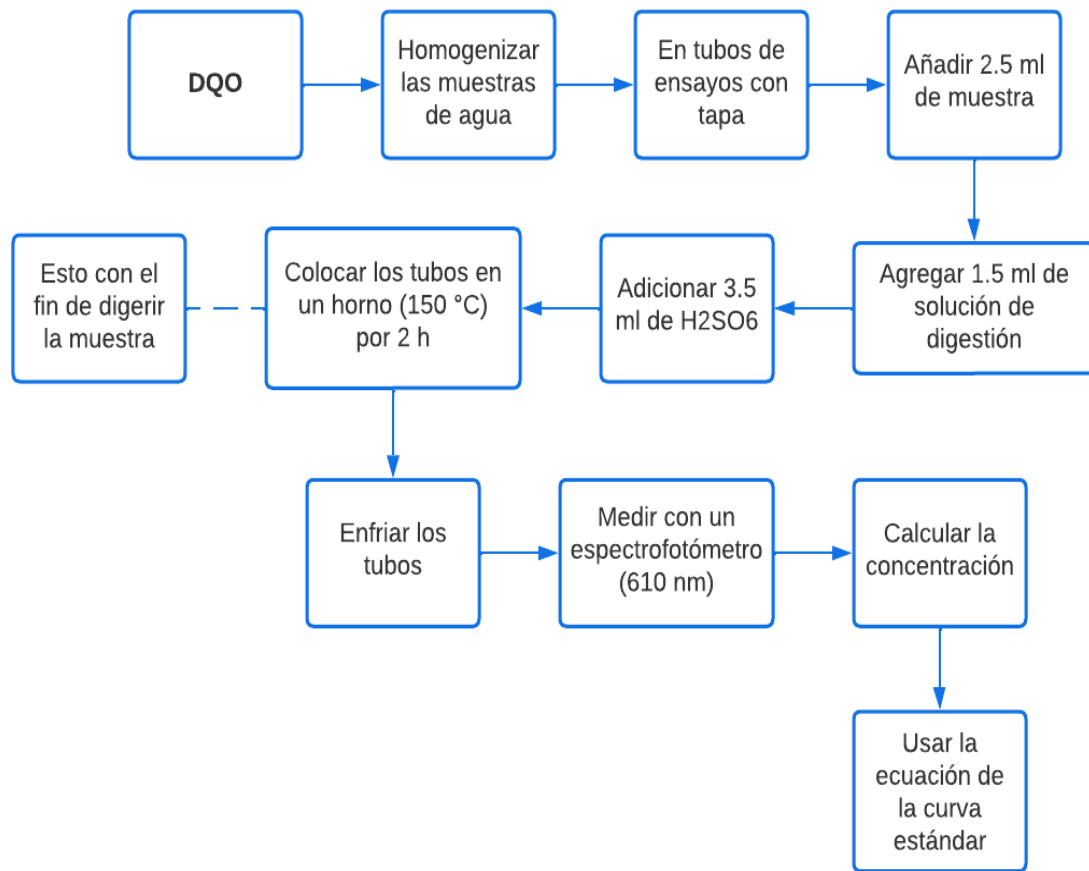 DQO
Homogenizar
las muestras
de agua
En tubos de
ensayos con
tapa
Añadir 2.5 ml
de muestra
Agregar 1.5 ml de
solución de
digestión
Adicionar 3.5
ml de H2SO6
Colocar los tubos en
un horno (150 °C)
por 2 h
Esto con el
fin de digerir
la muestra
Enfriar los
tubos
Medir con un
espectrofotómetro
(610 nm)
Calcular la
concentración
Usar la
ecuación de
la curva
estándar